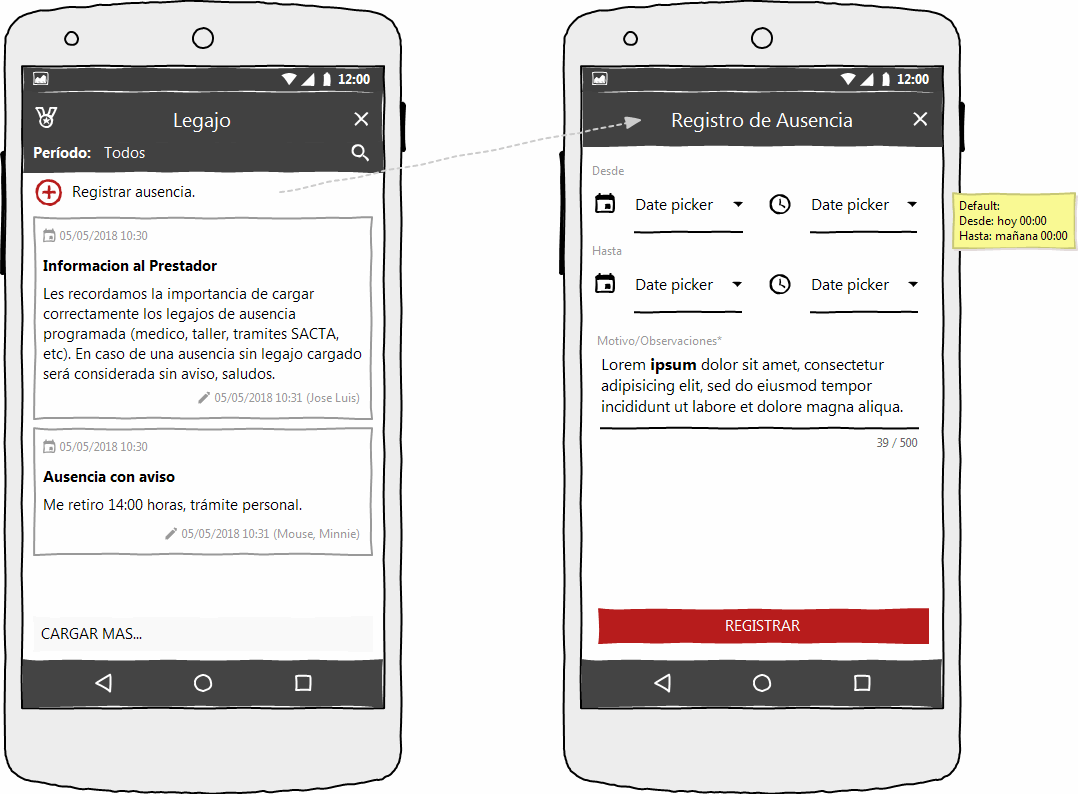 12:00
Legajo
Período: Todos
Registrar ausencia.
05/05/2018 10:30
Informacion al Prestador
Les recordamos la importancia de cargar
correctamente los legajos de ausencia
programada (medico, taller, tramites SACTA,
etc). En caso de una ausencia sin legajo cargado
será considerada sin aviso, saludos.
05/05/2018 10:31 (Jose Luis)
05/05/2018 10:30
Ausencia con aviso
Me retiro 14:00 horas, trámite personal.
05/05/2018 10:31 (Mouse, Minnie)
CARGAR MAS...
12:00
Registro de Ausencia
Desde
Date picker Date picker
Hasta
Date picker Date picker
Motivo/Observaciones*
Lorem ipsum dolor sit amet, consectetur
adipisicing elit, sed do eiusmod tempor
incididunt ut labore et dolore magna aliqua.
39 / 500
REGISTRAR
Default:
Desde: hoy 00:00
Hasta: mañana 00:00